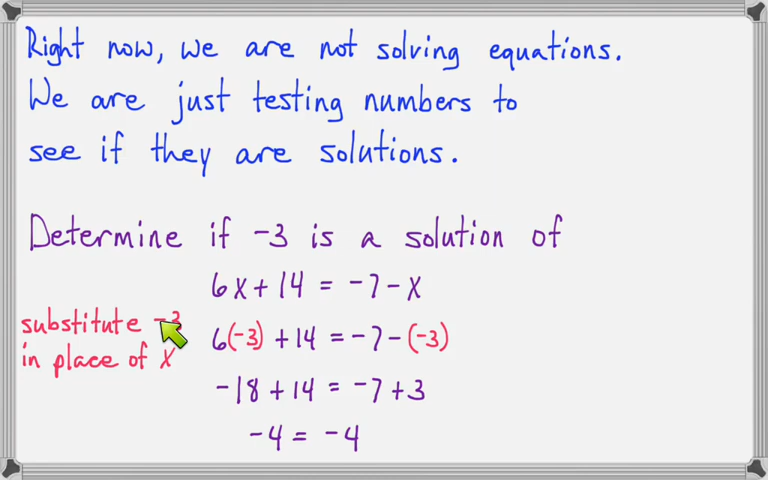 Right now, we are not solving equations.
We are just testing numbers to
see if they are solutions.
Determine if -3 is a solution of
6x + 14 = -7 - x
substitute -3
in place of x
6(-3) + 14 = -7 - (-3)
-18 + 14 = -7 + 3
-4 = -4